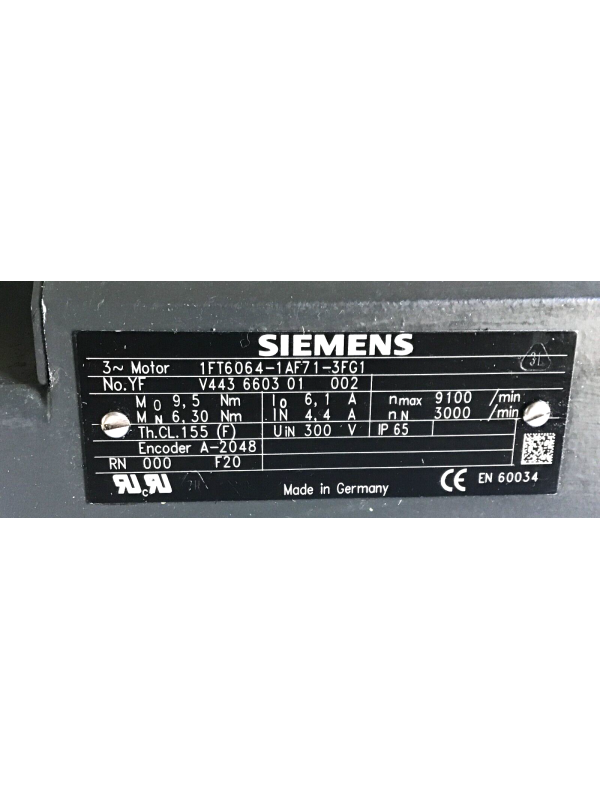 SIEMENS
3~ Motor 1FT6064-1AF71-3FG1
No.YF V443 6603 01 002
M0 9,5 Nm I0 6,1 A nmax 9100 /min
MN 6,30 Nm IN 4,4 A nN 3000 /min
Th.CL.155 (F) UIN 300 V IP 65
Encoder A-2048
RN 000 F20
Made in Germany CE EN 60034